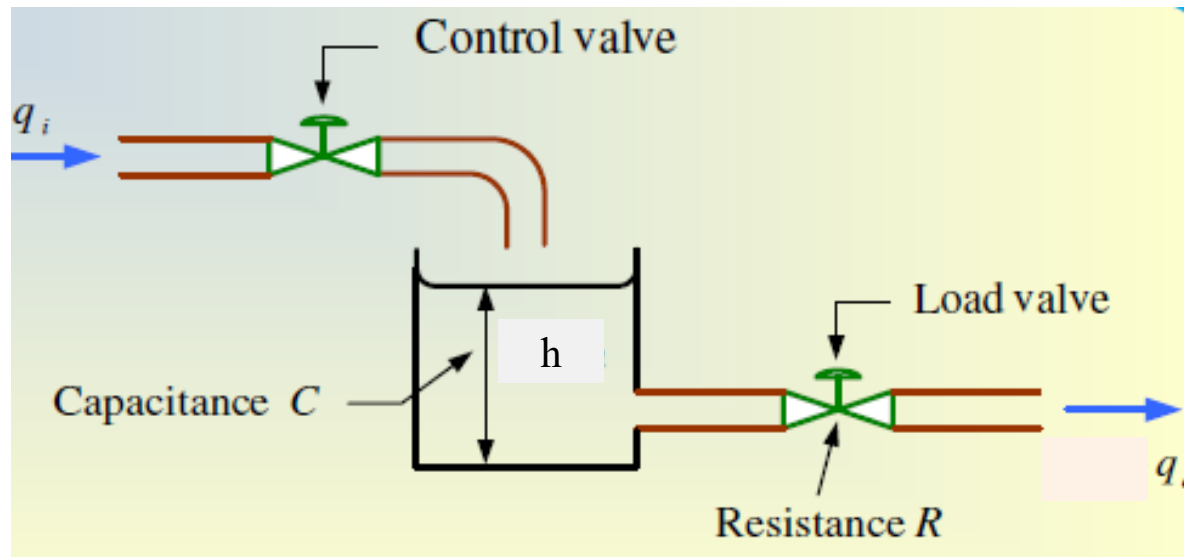 Control valve
q i
Load valve
h
Capacitance C
q
Resistance R